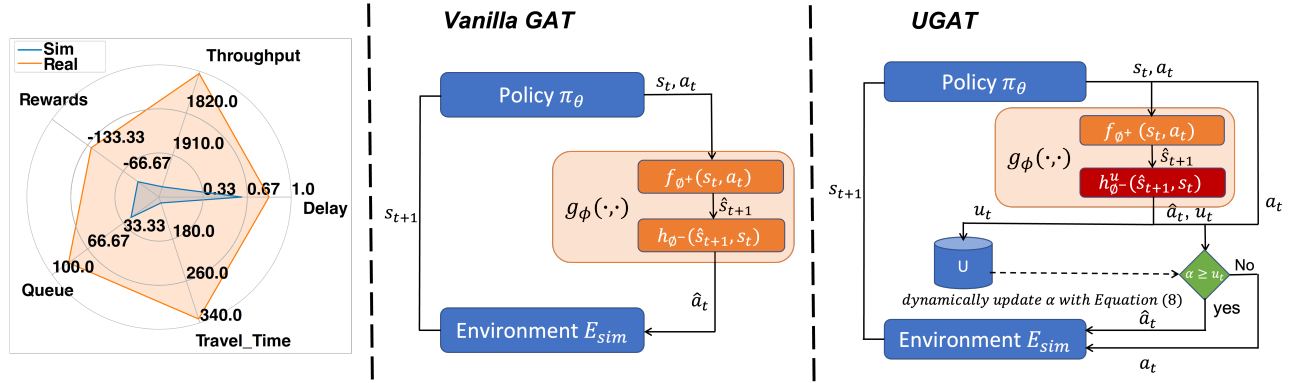 Sim
Real
Throughput
1820.0
Rewards
-133.33
1910.0
-66.67
0.33
0.67
1.0
Delay
33.33
180.0
66.67
100.0
260.0
Queue
340.0
Travel_Time
Vanilla GAT
Policy π_θ
s_t, a_t
f_{ø^+}(s_t, a_t)
g_ϕ(·,·)
ŝ_{t+1}
h_{ø^-}(ŝ_{t+1}, s_t)
s_{t+1}
â_t
Environment E_{sim}
UGAT
Policy π_θ
s_t, a_t
f_{ø^+}(s_t, a_t)
g_ϕ(·,·)
ŝ_{t+1}
h^u_{ø^-}(ŝ_{t+1}, s_t)
s_{t+1}
u_t
â_t, u_t
a_t
U
α ≥ u_t
No
dynamically update α with Equation (8)
yes
â_t
Environment E_{sim}
a_t